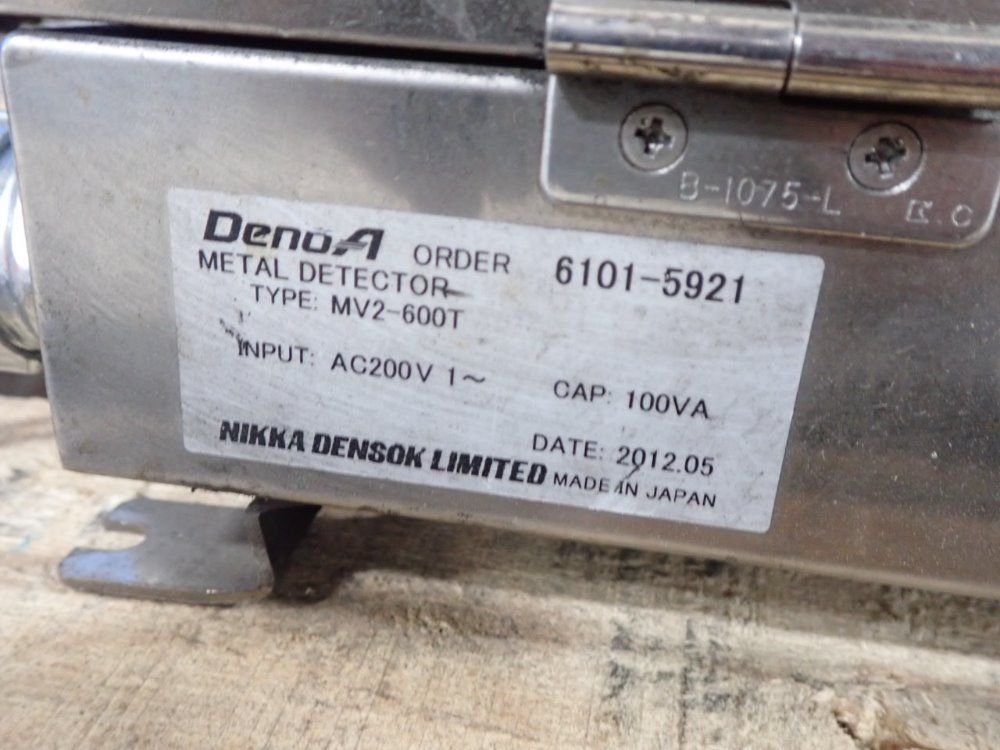 B-1075-L K.C
DenöA ORDER 6101-5921
METAL DETECTOR
TYPE: MV2-600T
INPUT: AC200V 1～ CAP: 100VA
DATE: 2012.05
NIKKA DENSOK LIMITED MADE IN JAPAN